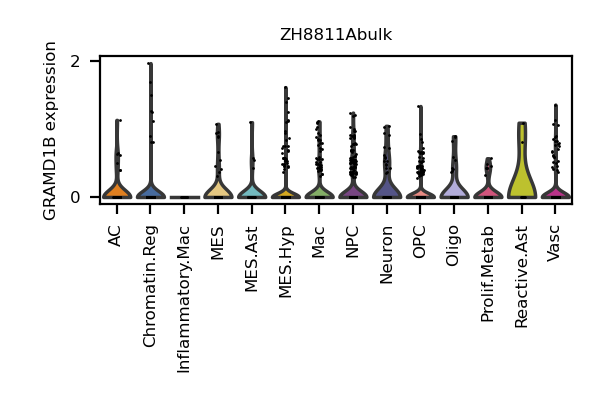 ZH8811Abulk
GRAMD1B expression
2
0
AC
Chromatin.Reg
Inflammatory.Mac
MES
MES.Ast
MES.Hyp
Mac
NPC
Neuron
OPC
Oligo
Prolif.Metab
Reactive.Ast
Vasc